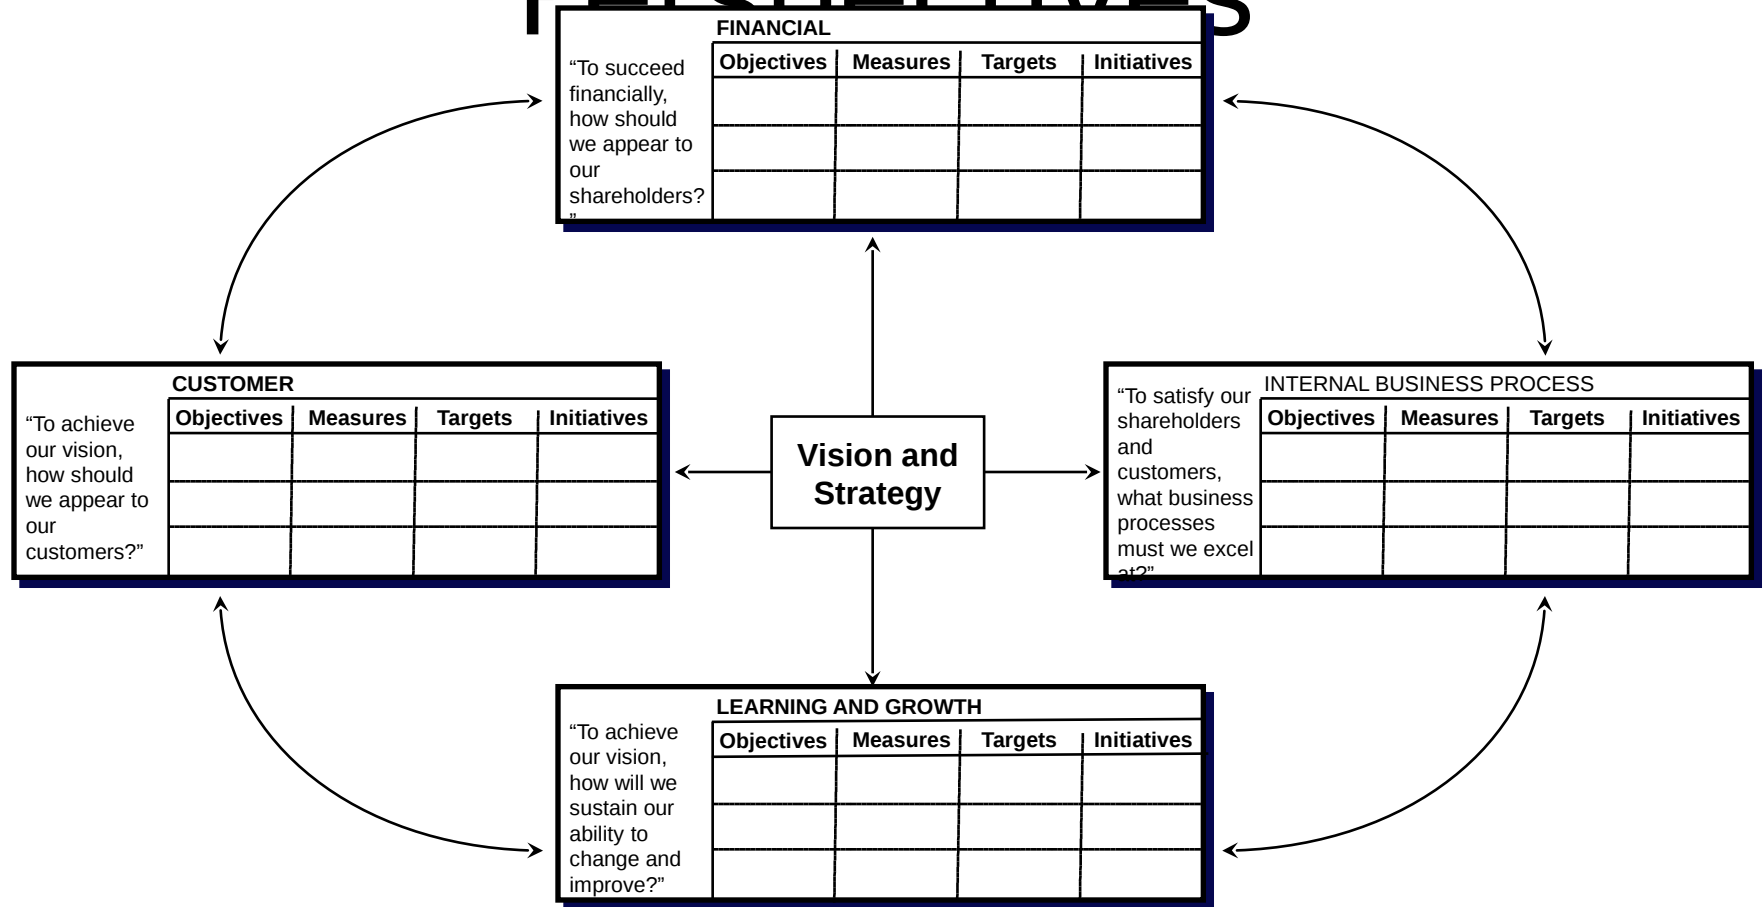 FINANCIAL
Objectives Measures Targets Initiatives
“To succeed
financially,
how should
we appear to
our
shareholders?
”
CUSTOMER
Objectives Measures Targets Initiatives
“To achieve
our vision,
how should
we appear to
our
customers?”
Vision and
Strategy
INTERNAL BUSINESS PROCESS
Objectives Measures Targets Initiatives
“To satisfy our
shareholders
and
customers,
what business
processes
must we excel
at?”
LEARNING AND GROWTH
Objectives Measures Targets Initiatives
“To achieve
our vision,
how will we
sustain our
ability to
change and
improve?”